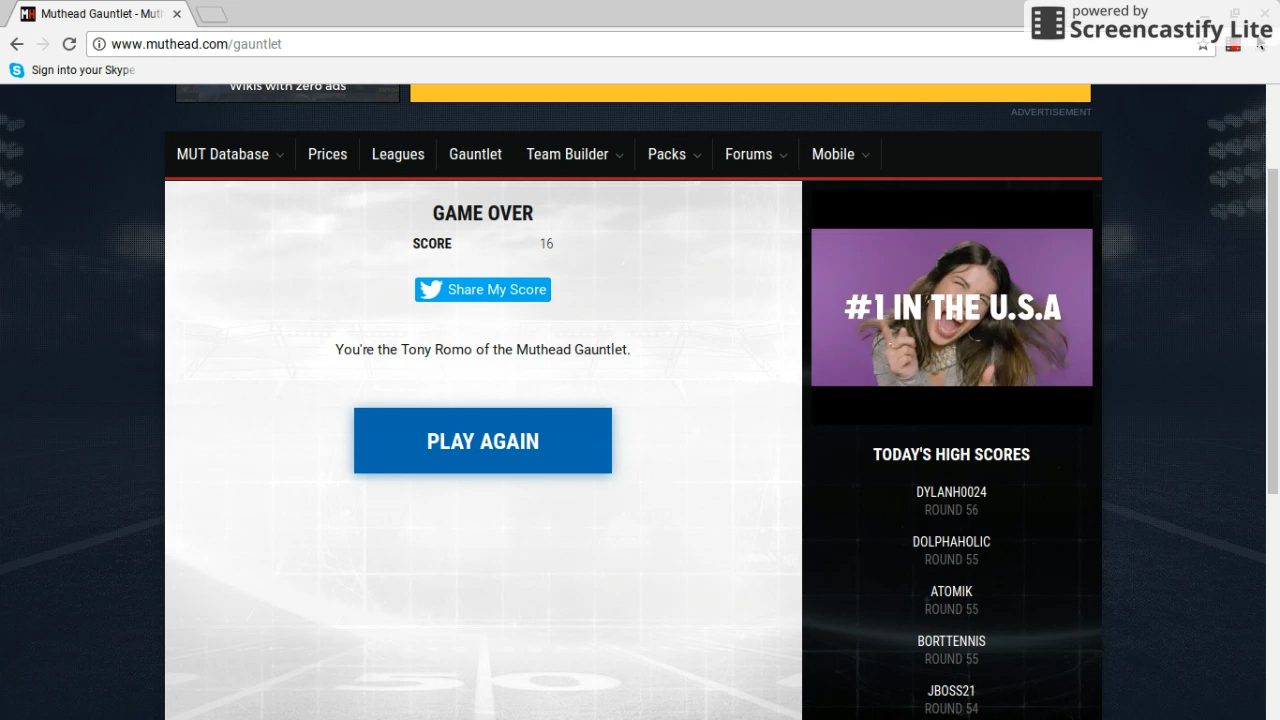 Muthead Gauntlet - Muth
powered by
Screencastify Lite
www.muthead.com/gauntlet
Sign into your Skype
Wikis with zero ads
ADVERTISEMENT
MUT Database Prices Leagues Gauntlet Team Builder Packs Forums Mobile
GAME OVER
SCORE 16
Share My Score
You're the Tony Romo of the Muthead Gauntlet.
PLAY AGAIN
#1 IN THE U.S.A
TODAY'S HIGH SCORES
DYLANH0024
ROUND 56
DOLPHAHOLIC
ROUND 55
ATOMIK
ROUND 55
BORTTENNIS
ROUND 55
JBOSS21
ROUND 54
5 0